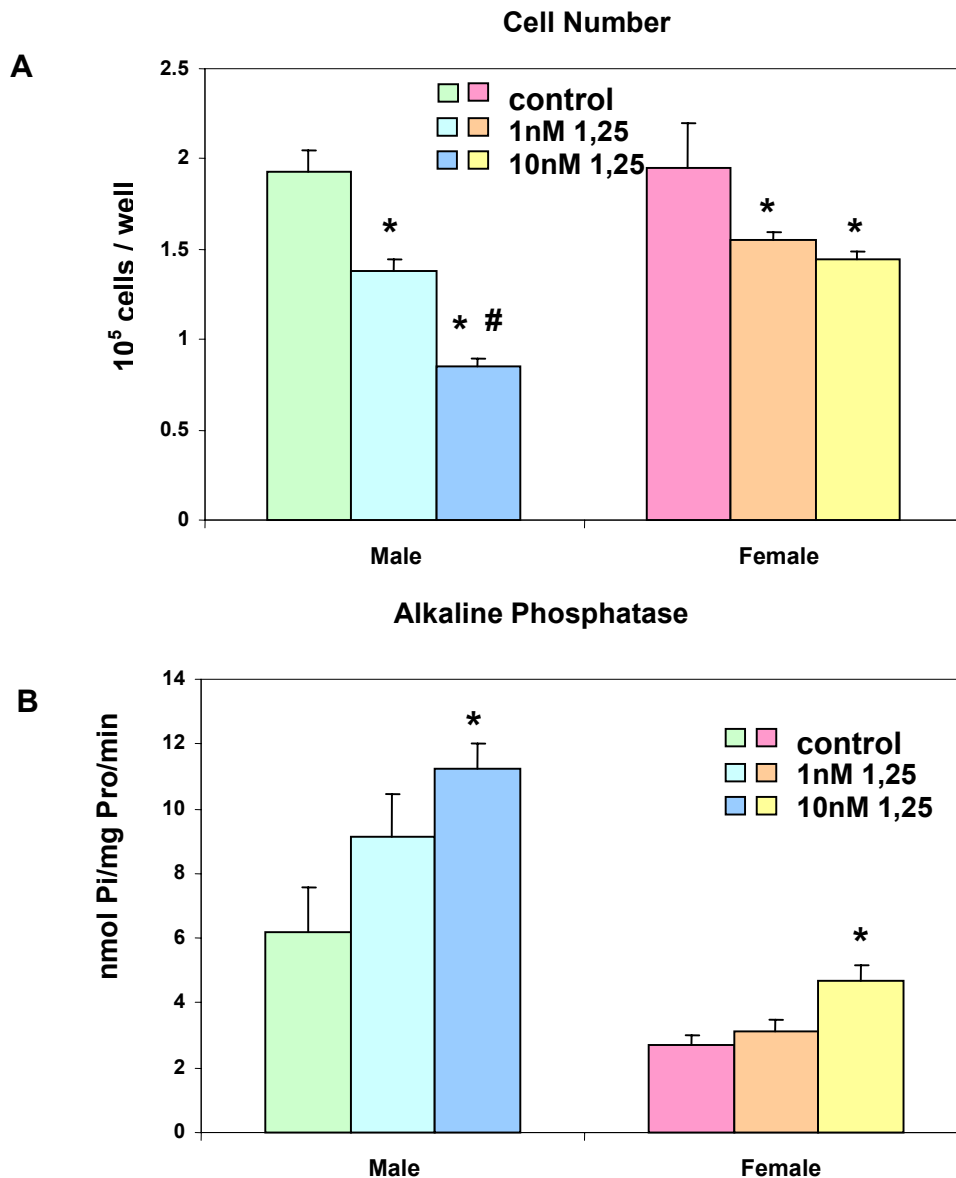 Cell Number
A
2.5
2
1.5
1
0.5
0
10⁵ cells / well
control
1nM 1,25
10nM 1,25
*
* #
*
*
Male
Female
Alkaline Phosphatase
B
14
12
10
8
6
4
2
0
nmol Pi/mg Pro/min
*
control
1nM 1,25
10nM 1,25
*
Male
Female